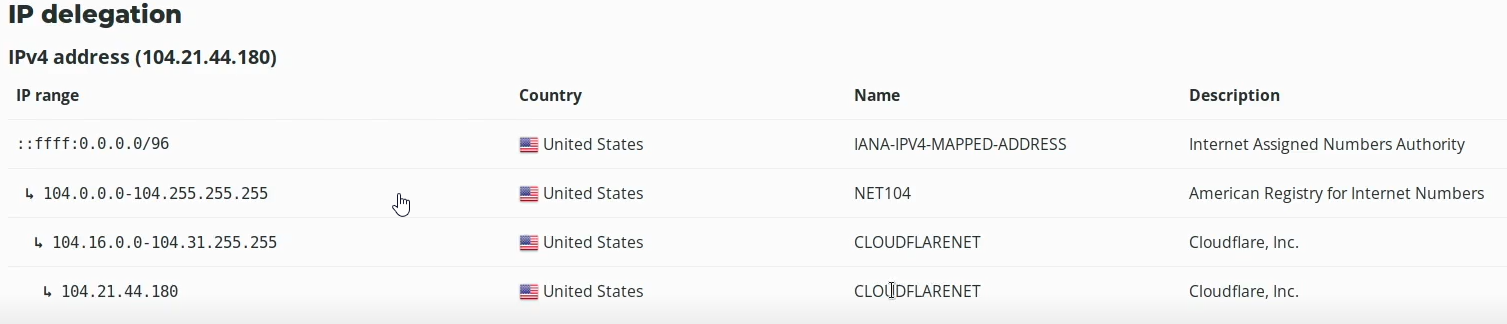 IP delegation
IPv4 address (104.21.44.180)
IP range Country Name Description
::ffff:0.0.0.0/96 United States IANA-IPV4-MAPPED-ADDRESS Internet Assigned Numbers Authority
↳ 104.0.0.0-104.255.255.255 United States NET104 American Registry for Internet Numbers
↳ 104.16.0.0-104.31.255.255 United States CLOUDFLARENET Cloudflare, Inc.
↳ 104.21.44.180 United States CLOUDFLARENET Cloudflare, Inc.